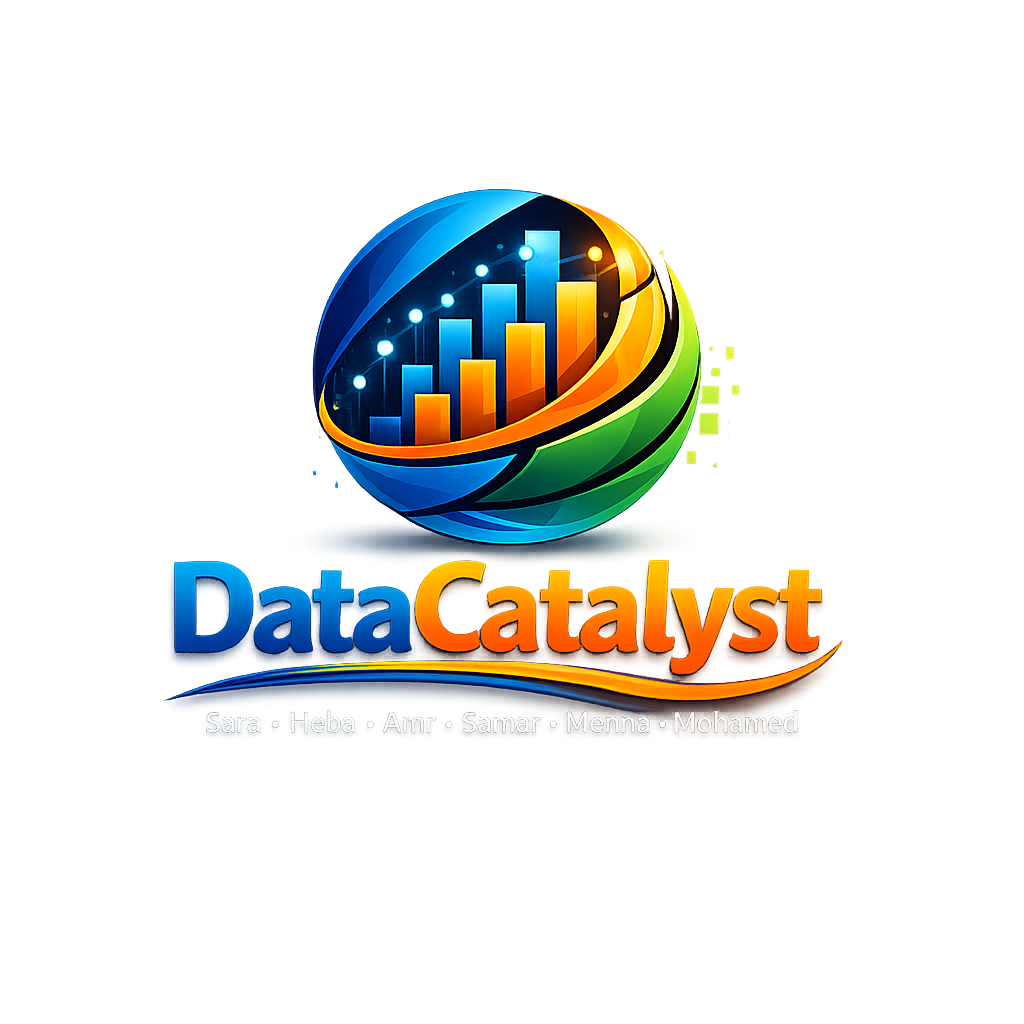 DataCatalyst
Sara • Heba • Amr • Samar • Menna • Mohamed